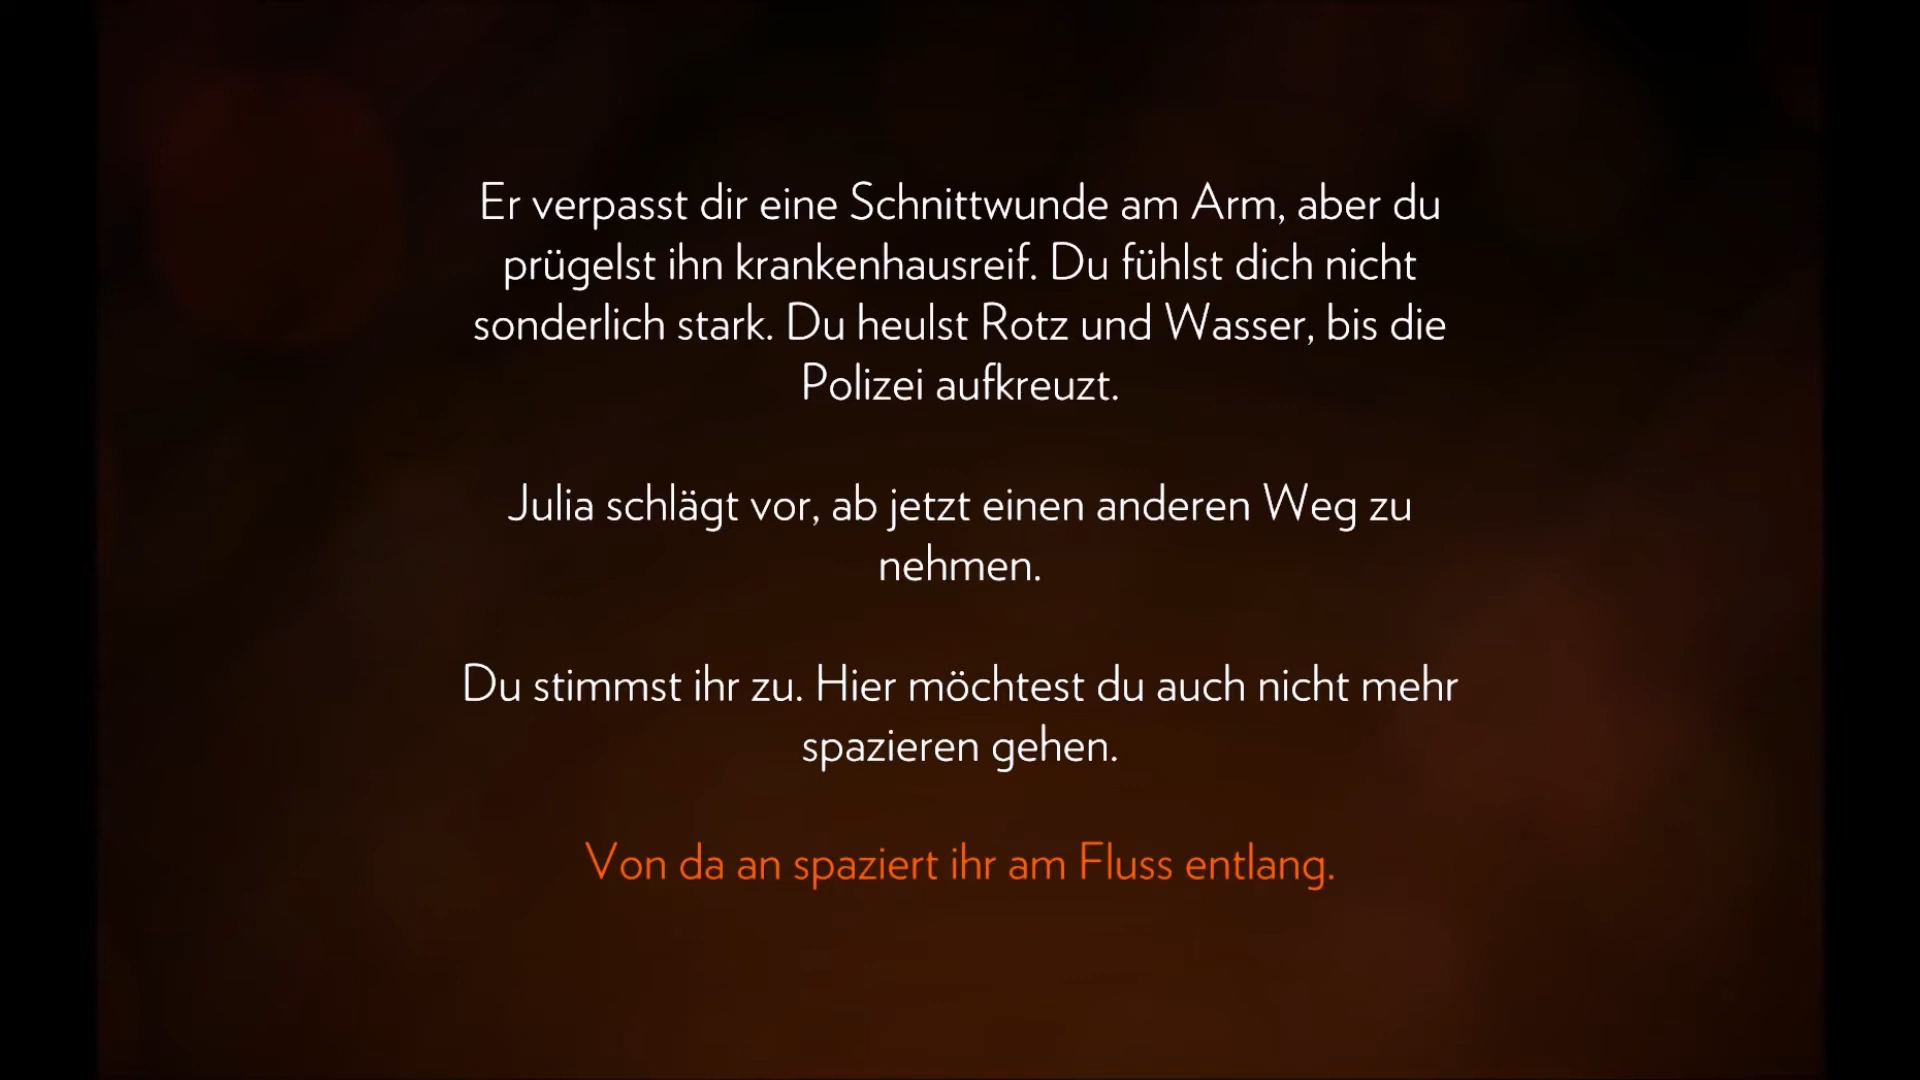 Er verpasst dir eine Schnittwunde am Arm, aber du
prügelst ihn krankenhausreif. Du fühlst dich nicht
sonderlich stark. Du heulst Rotz und Wasser, bis die
Polizei aufkreuzt.
Julia schlägt vor, ab jetzt einen anderen Weg zu
nehmen.
Du stimmst ihr zu. Hier möchtest du auch nicht mehr
spazieren gehen.
Von da an spaziert ihr am Fluss entlang.